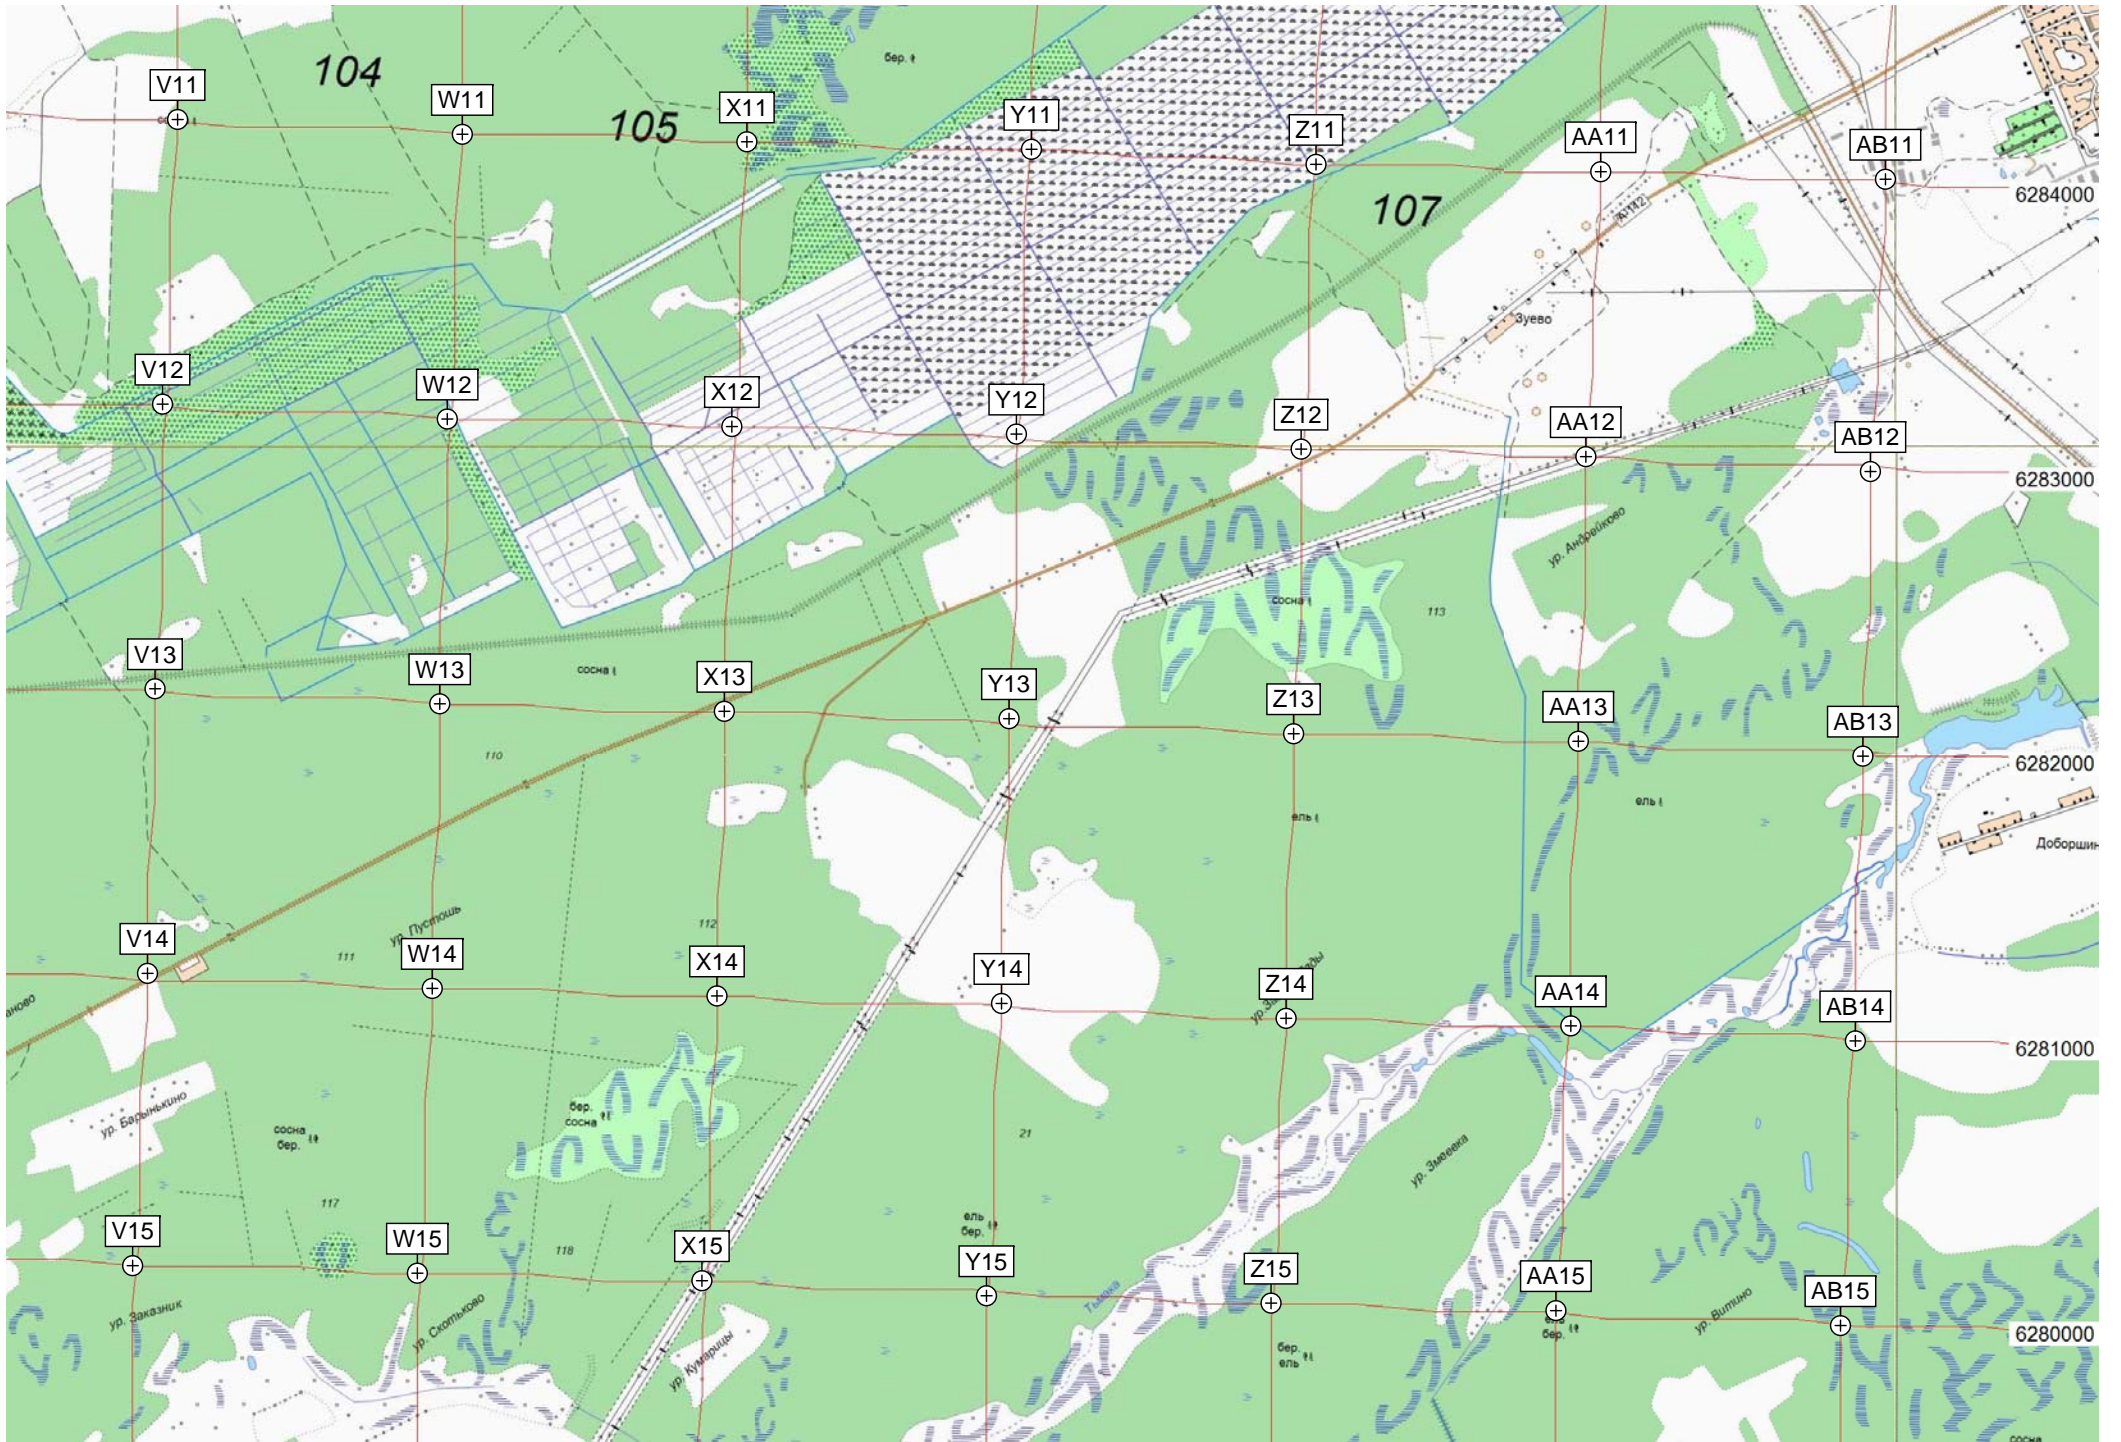 104
бер.
V11
W11
105
X11
Y11
Z11
AA11
AB11
6284000
107
А-112
Зуево
V12
W12
X12
Y12
Z12
AA12
AB12
6283000
ур. Андрейково
сосна
113
V13
W13
сосна
X13
Y13
Z13
AA13
AB13
6282000
110
ель
ель
Доборшин
ур. Пустошь
112
111
V14
W14
X14
Y14
Z14
AA14
AB14
аново
6281000
ур. Барынькино
бер.
сосна
сосна
бер.
21
ур. Змеевка
117
118
ель
бер.
V15
W15
X15
Y15
Z15
AA15
AB15
ур. Заказник
ур. Скотьково
ур. Кумарицы
Тьмака
бер.
ель
бер.
ур. Витино
6280000
сосна